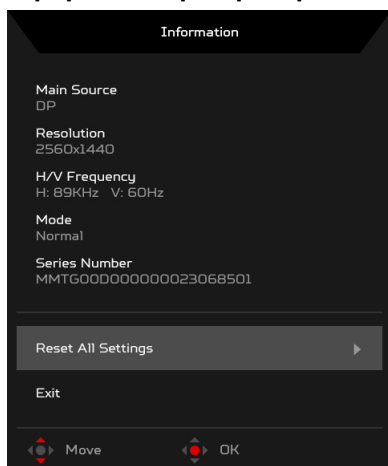 Information
Main Source
DP
Resolution
2560x1440
H/V Frequency
H: 89KHz V: 60Hz
Mode
Normal
Series Number
MMTG00D000000023068501
Reset All Settings
Exit
Move OK